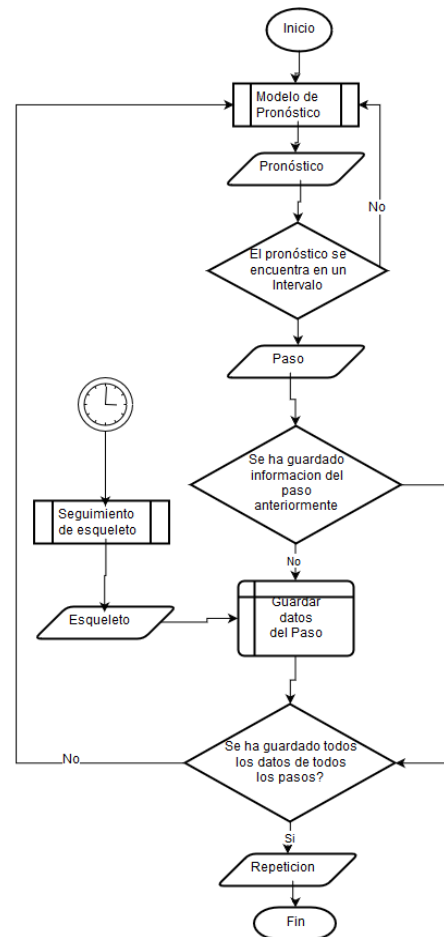 Inicio
Modelo de
Pronóstico
Pronóstico
No
El pronóstico se
encuentra en un
Intervalo
Paso
Se ha guardado
informacion del
paso
anteriormente
Seguimiento
de esqueleto
No
Guardar
datos
del Paso
Esqueleto
Se ha guardado todos
los datos de todos
los pasos?
No
Si
Repeticion
Fin